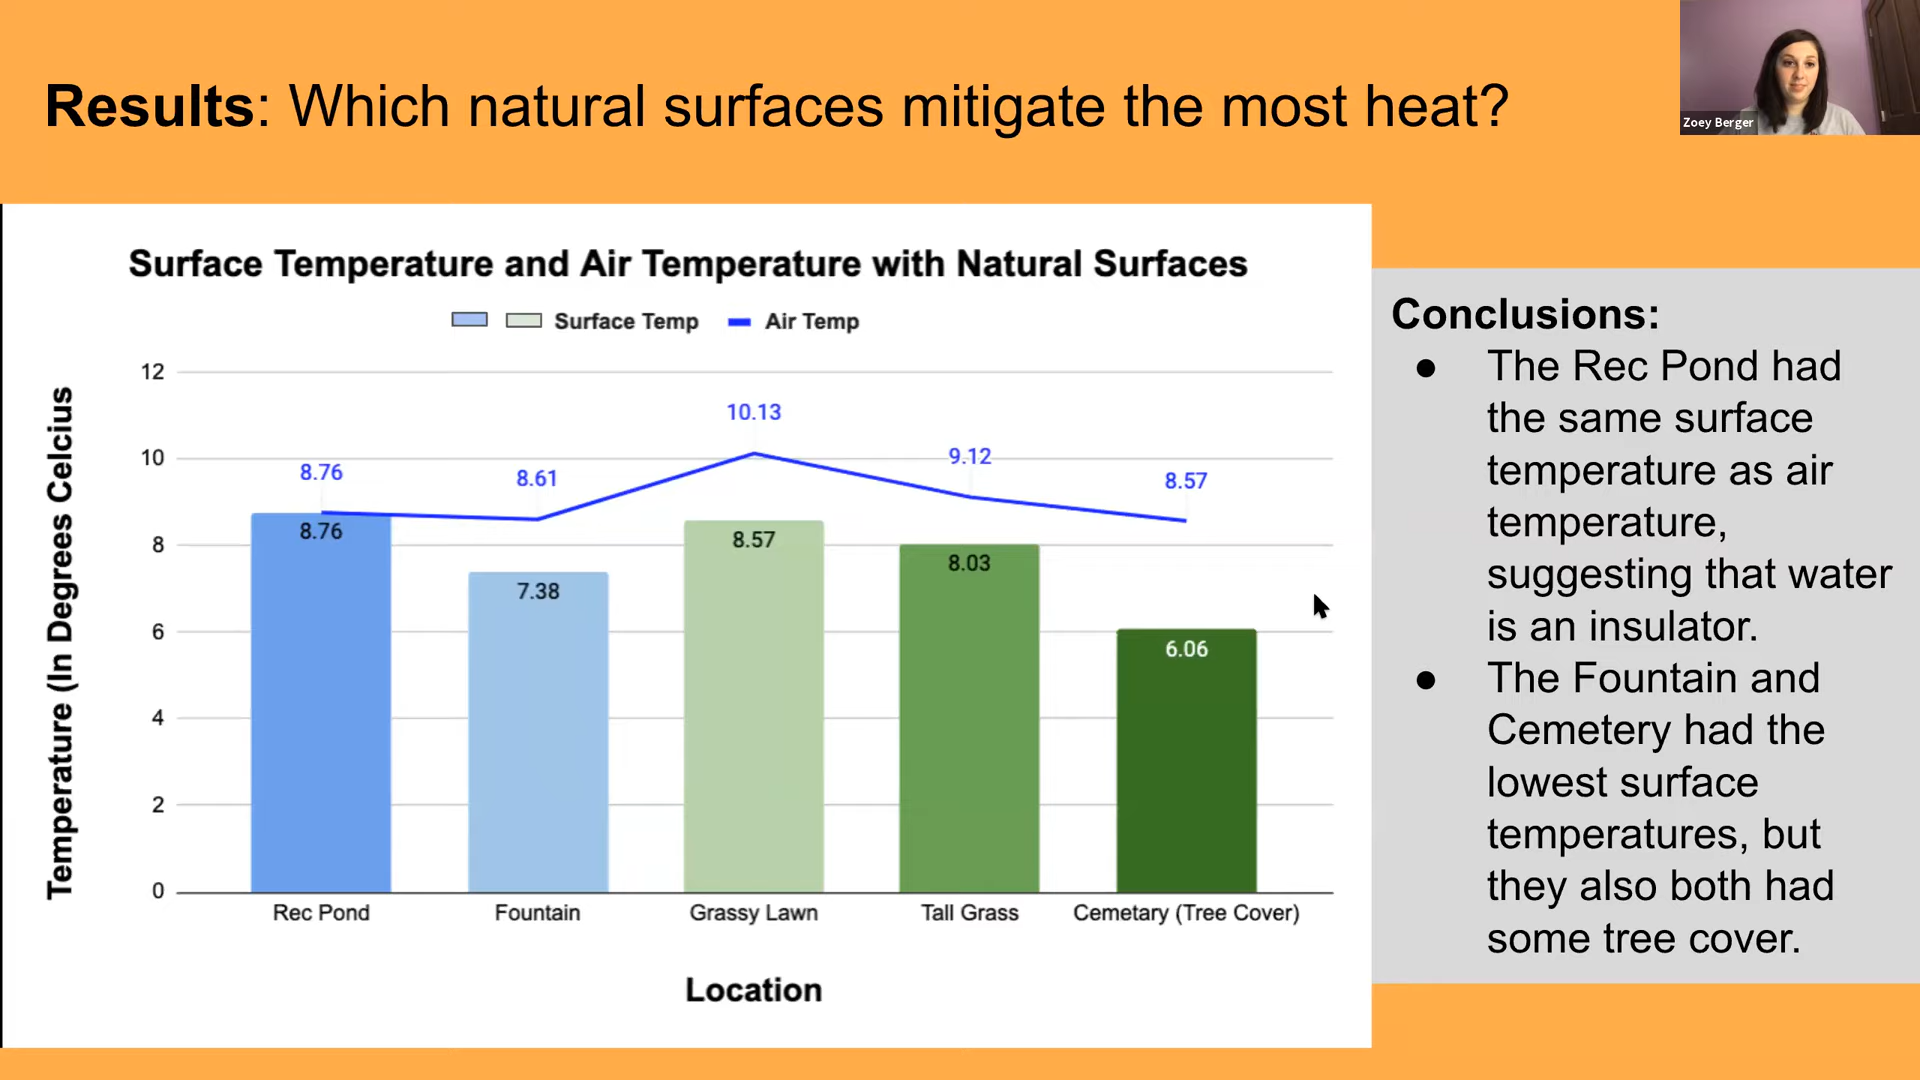 Results: Which natural surfaces mitigate the most heat?
Zoey Berger
Surface Temperature and Air Temperature with Natural Surfaces
Surface Temp Air Temp
Temperature (In Degrees Celcius
12
10
8
6
4
2
0
8.76
8.61
10.13
9.12
8.57
8.76
7.38
8.57
8.03
6.06
Rec Pond Fountain Grassy Lawn Tall Grass Cemetary (Tree Cover)
Location
Conclusions:
● The Rec Pond had
the same surface
temperature as air
temperature,
suggesting that water
is an insulator.
● The Fountain and
Cemetery had the
lowest surface
temperatures, but
they also both had
some tree cover.